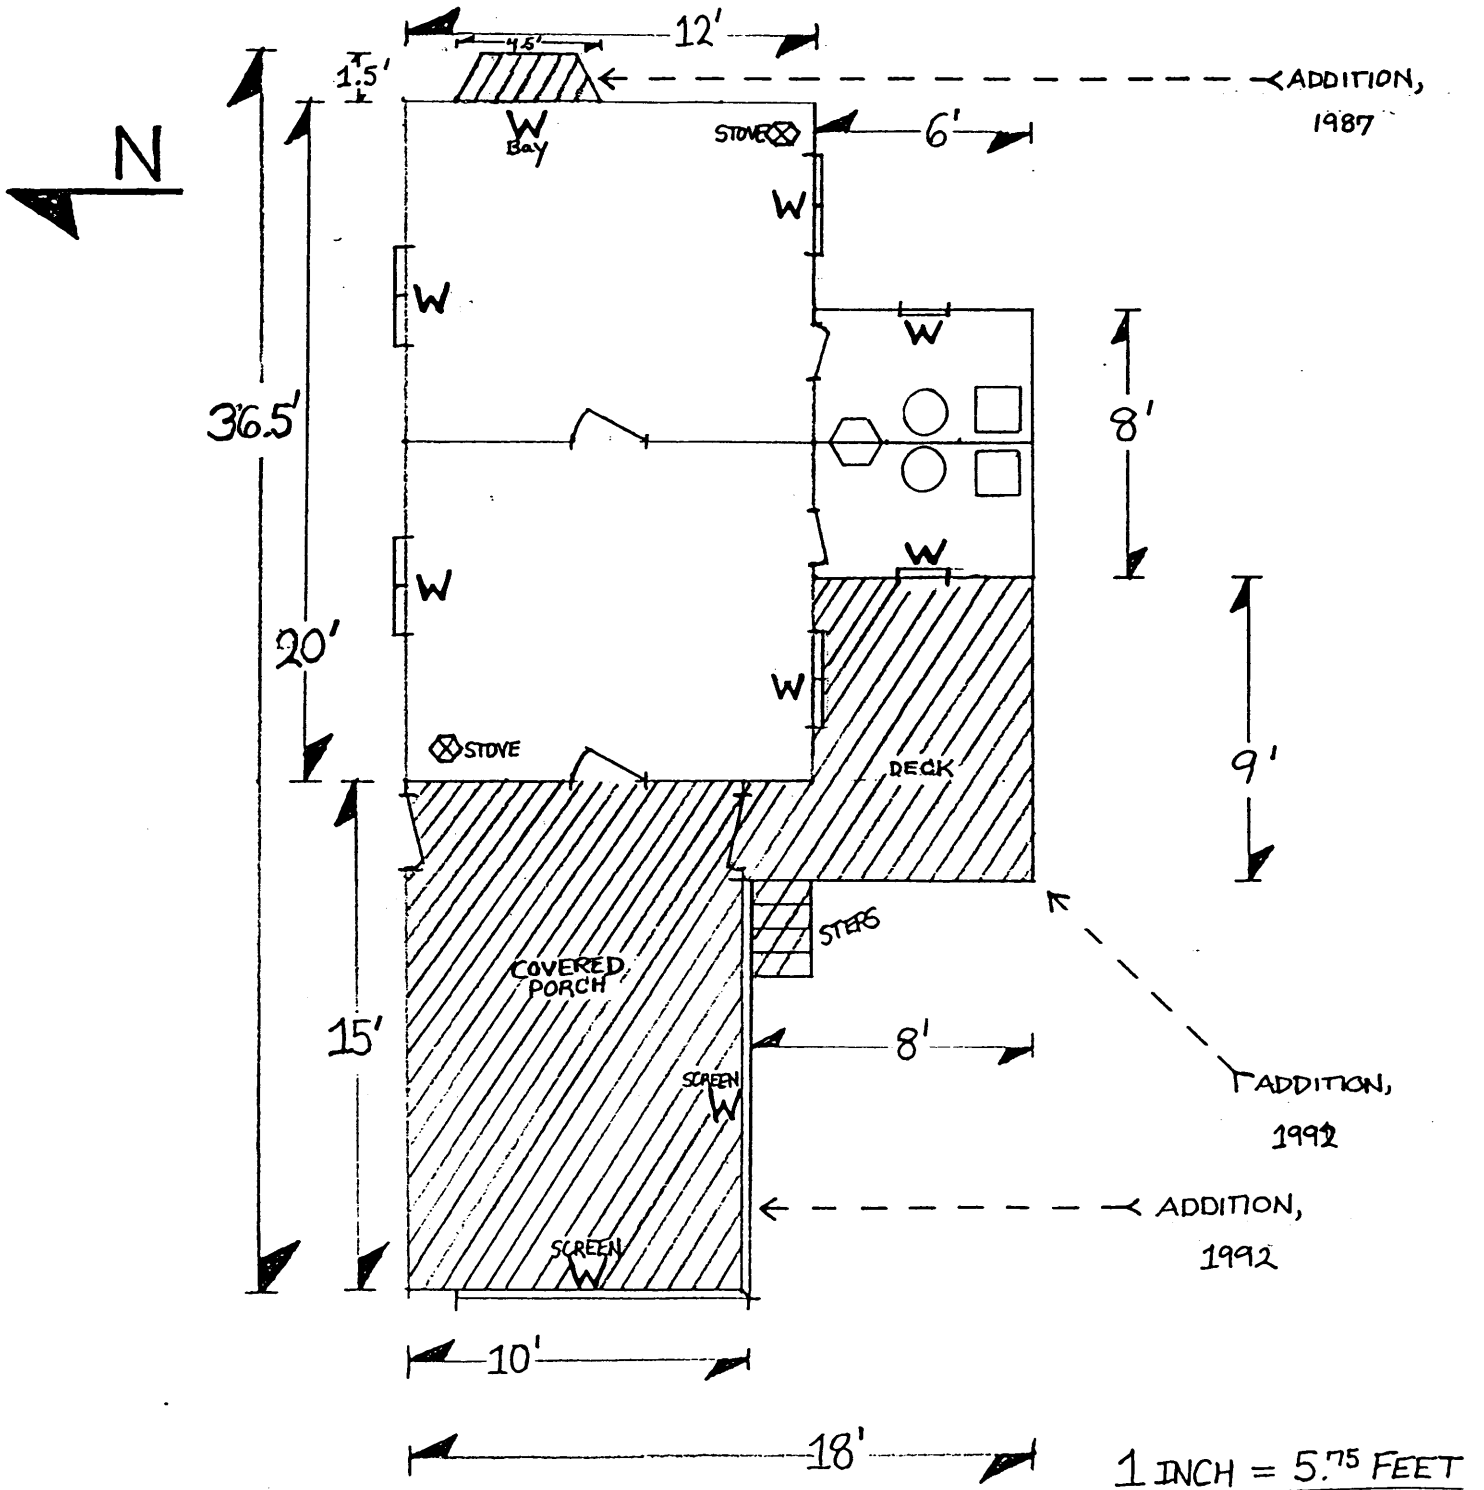 12'
4.5'
1.5'
ADDITION,
1987
N
W
Bay
STOVE
6'
W
W
W
36.5'
8'
W
W
20'
W
STOVE
DECK
9'
COVERED
PORCH
STEPS
15'
8'
SCREEN
W
ADDITION,
1992
ADDITION,
1992
SCREEN
W
10'
18'
1 INCH = 5.75 FEET